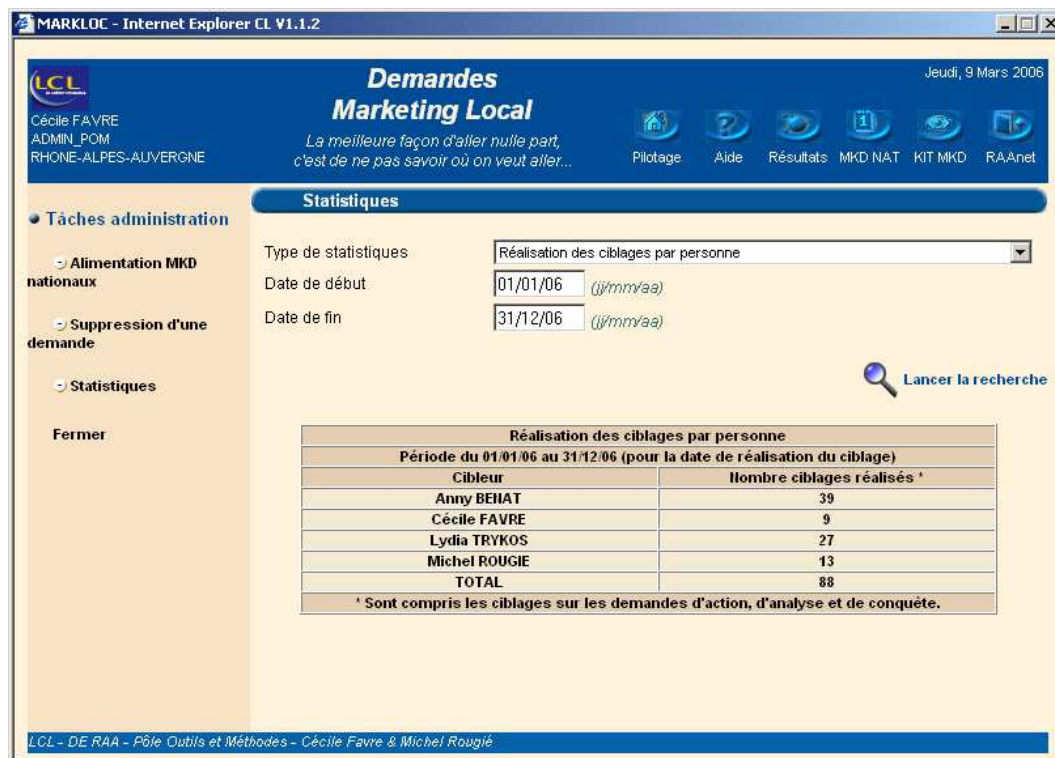 MARKLOC - Internet Explorer CL V1.1.2
LCL
Cécile FAVRE
ADMIN_POM
RHONE-ALPES-AUVERGNE
Demandes
Marketing Local
La meilleure façon d'aller nulle part,
c'est de ne pas savoir où on veut aller...
Jeudi, 9 Mars 2006
Pilotage Aide Résultats MKD NAT KIT MKD RAAnet
Tâches administration
Alimentation MKD
nationaux
Suppression d'une
demande
Statistiques
Fermer
Statistiques
Type de statistiques Réalisation des ciblages par personne
Date de début 01/01/06 (jj/mm/aa)
Date de fin 31/12/06 (jj/mm/aa)
Lancer la recherche
Réalisation des ciblages par personne
Période du 01/01/06 au 31/12/06 (pour la date de réalisation du ciblage)
Cibleur Nombre ciblages réalisés *
Anny BENAT 39
Cécile FAVRE 9
Lydia TRYKOS 27
Michel ROUGIE 13
TOTAL 88
* Sont compris les ciblages sur les demandes d'action, d'analyse et de conquête.
LCL - DE RAA - Pôle Outils et Méthodes - Cécile Favre & Michel Rougié